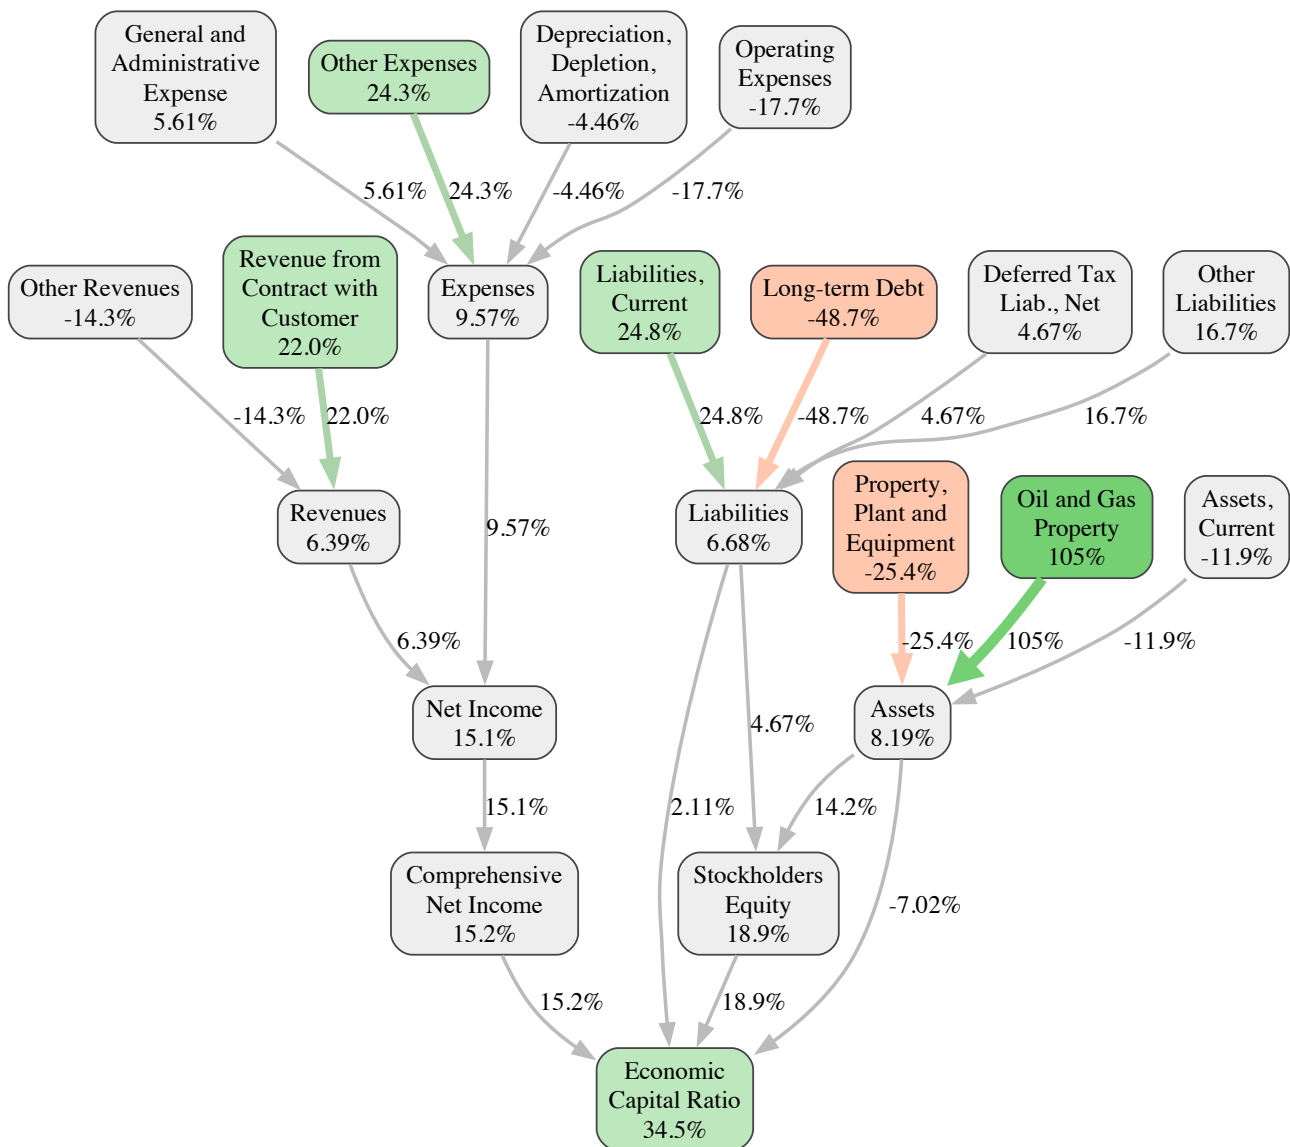 General and
Administrative
Expense
5.61%
Other Expenses
24.3%
Depreciation,
Depletion,
Amortization
-4.46%
Operating
Expenses
-17.7%
5.61%
24.3%
-4.46%
-17.7%
Other Revenues
-14.3%
Revenue from
Contract with
Customer
22.0%
Expenses
9.57%
Liabilities,
Current
24.8%
Long-term Debt
-48.7%
Deferred Tax
Liab., Net
4.67%
Other
Liabilities
16.7%
-14.3%
22.0%
24.8%
-48.7%
4.67%
16.7%
Revenues
6.39%
9.57%
Liabilities
6.68%
Property,
Plant and
Equipment
-25.4%
Oil and Gas
Property
105%
Assets,
Current
-11.9%
6.39%
-25.4%
105%
-11.9%
Net Income
15.1%
4.67%
Assets
8.19%
15.1%
2.11%
14.2%
Comprehensive
Net Income
15.2%
Stockholders
Equity
18.9%
-7.02%
15.2%
18.9%
Economic
Capital Ratio
34.5%